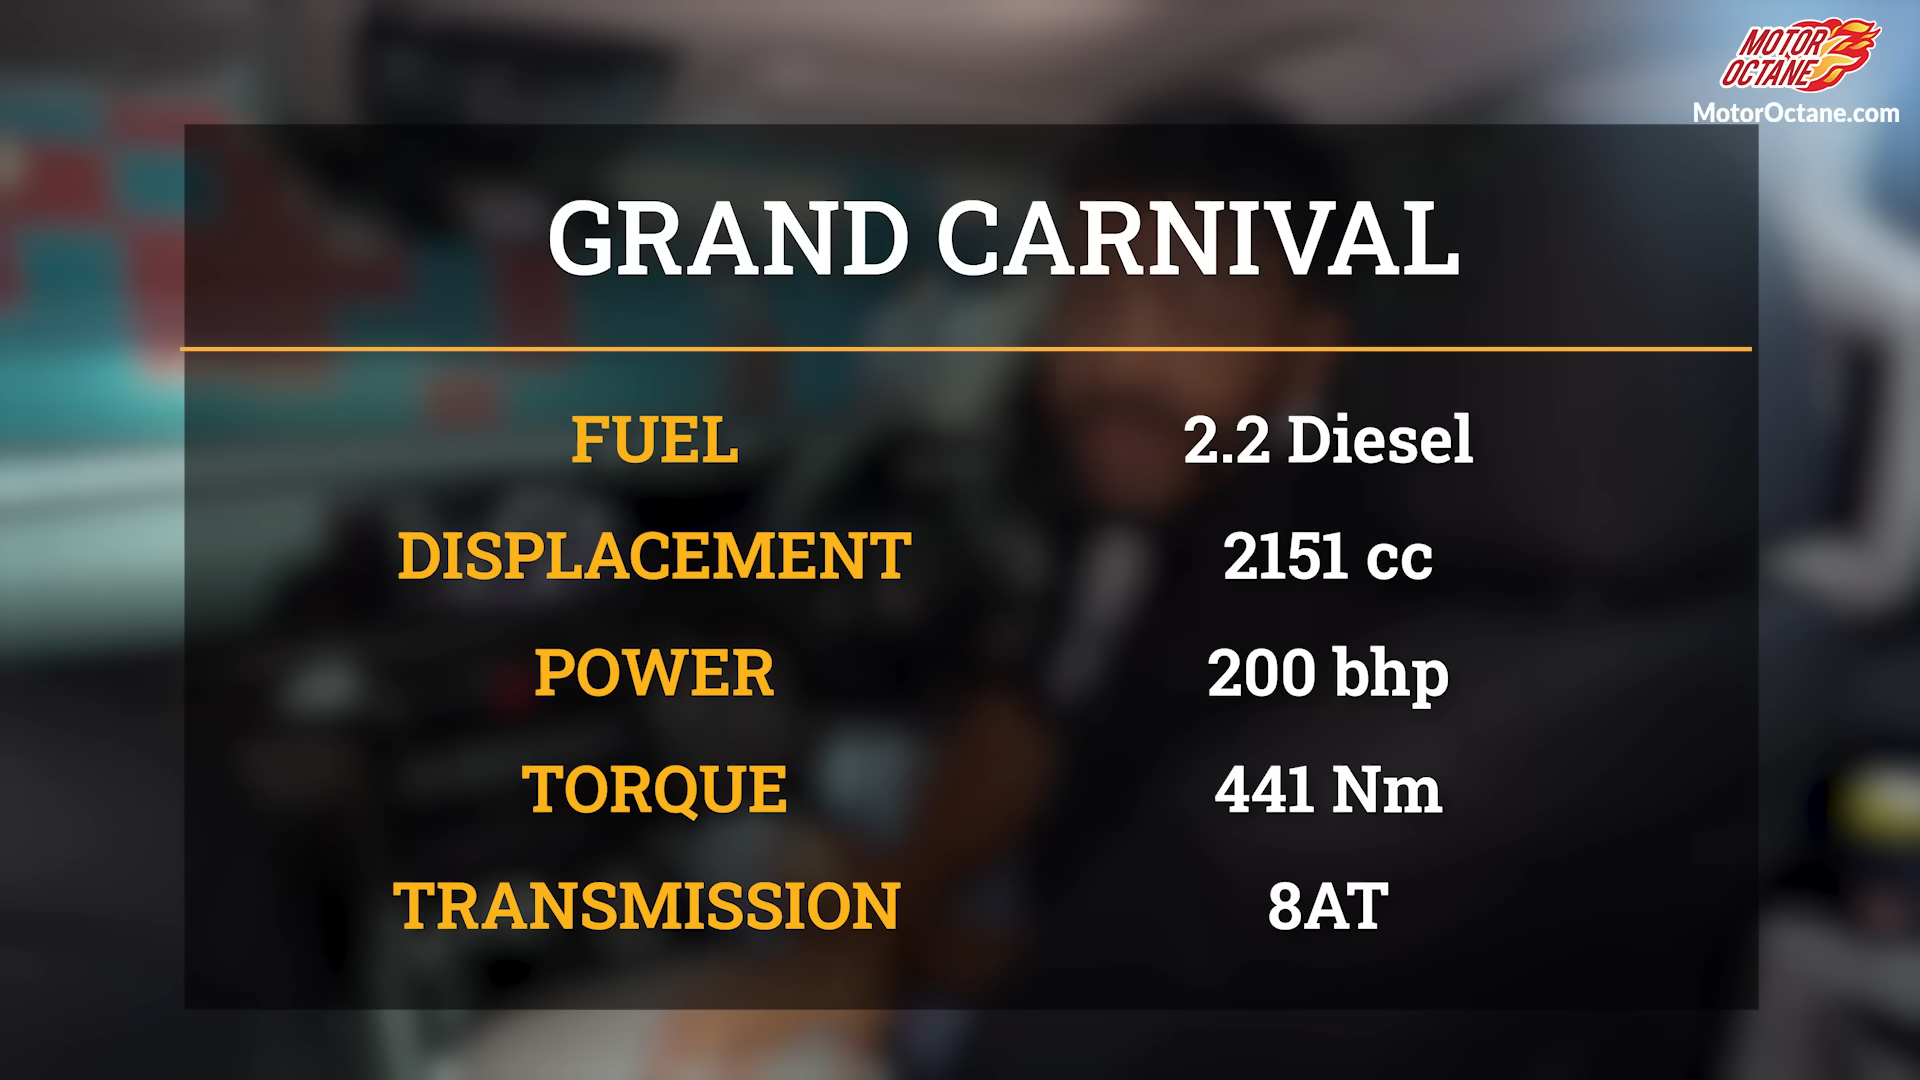 MOTOR
OCTANE
MotorOctane.com
GRAND CARNIVAL
FUEL 2.2 Diesel
DISPLACEMENT 2151 cc
POWER 200 bhp
TORQUE 441 Nm
TRANSMISSION 8AT